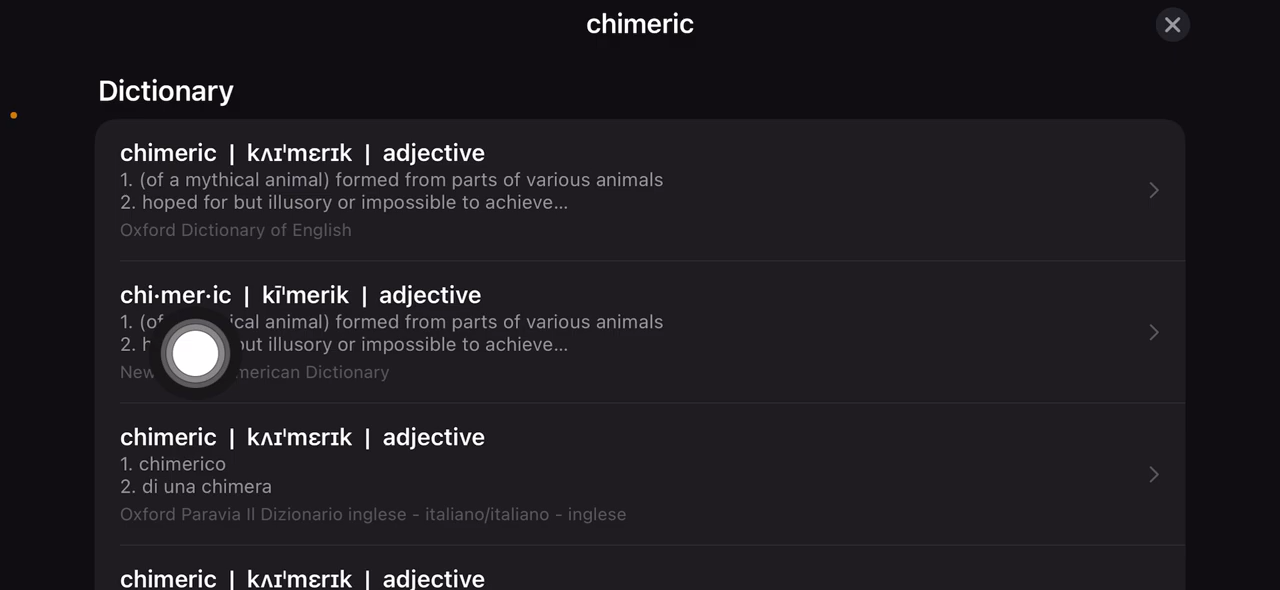 chimeric
Dictionary
chimeric | kʌɪˈmɛrɪk | adjective
1. (of a mythical animal) formed from parts of various animals
2. hoped for but illusory or impossible to achieve...
Oxford Dictionary of English
chi·mer·ic | kīˈmerik | adjective
1. (of ical animal) formed from parts of various animals
2. but illusory or impossible to achieve...
New merican Dictionary
chimeric | kʌɪˈmɛrɪk | adjective
1. chimerico
2. di una chimera
Oxford Paravia Il Dizionario inglese - italiano/italiano - inglese
chimeric | kʌɪˈmɛrɪk | adjective